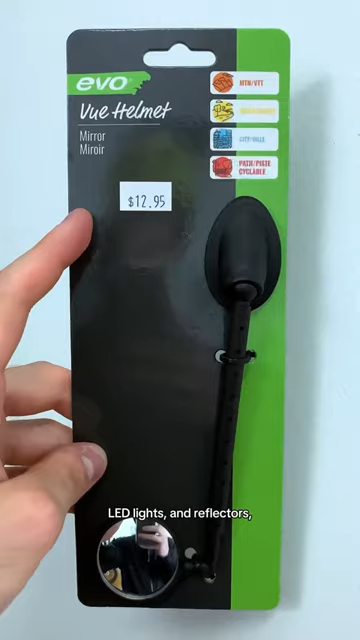 evo
Vue Helmet
Mirror
Miroir
MTN/VTT
CITY/VILLE
PATH/PISTE
CYCLABLE
$12.95
LED lights, and reflectors,